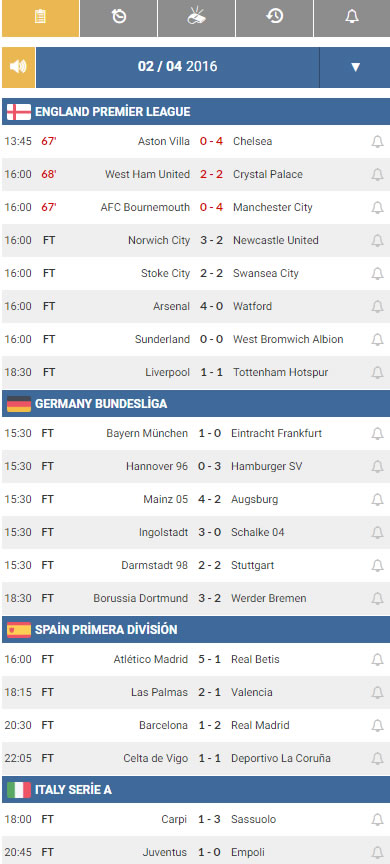 02 / 04 2016
ENGLAND PREMİER LEAGUE
13:45 67' Aston Villa 0 - 4 Chelsea
16:00 68' West Ham United 2 - 2 Crystal Palace
16:00 67' AFC Bournemouth 0 - 4 Manchester City
16:00 FT Norwich City 3 - 2 Newcastle United
16:00 FT Stoke City 2 - 2 Swansea City
16:00 FT Arsenal 4 - 0 Watford
16:00 FT Sunderland 0 - 0 West Bromwich Albion
18:30 FT Liverpool 1 - 1 Tottenham Hotspur
GERMANY BUNDESLİGA
15:30 FT Bayern München 1 - 0 Eintracht Frankfurt
15:30 FT Hannover 96 0 - 3 Hamburger SV
15:30 FT Mainz 05 4 - 2 Augsburg
15:30 FT Ingolstadt 3 - 0 Schalke 04
15:30 FT Darmstadt 98 2 - 2 Stuttgart
18:30 FT Borussia Dortmund 3 - 2 Werder Bremen
SPAİN PRİMERA DİVİSİÓN
16:00 FT Atlético Madrid 5 - 1 Real Betis
18:15 FT Las Palmas 2 - 1 Valencia
20:30 FT Barcelona 1 - 2 Real Madrid
22:05 FT Celta de Vigo 1 - 1 Deportivo La Coruña
ITALY SERİE A
18:00 FT Carpi 1 - 3 Sassuolo
20:45 FT Juventus 1 - 0 Empoli